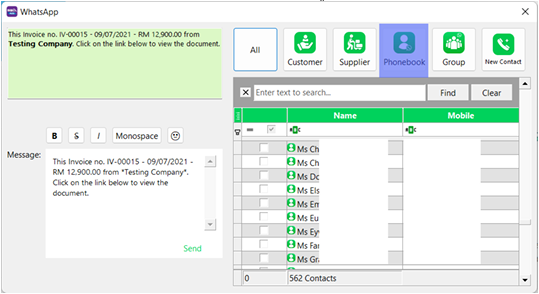 WhatsApp
This Invoice no. IV-00015 - 09/07/2021 - RM 12,900.00 from
Testing Company. Click on the link below to view the document.
B S I Monospace
Message:
This Invoice no. IV-00015 - 09/07/2021 -
RM 12,900.00 from *Testing Company*.
Click on the link below to view the
document.
Send
All
Customer
Supplier
Phonebook
Group
New Contact
Enter text to search...
Find
Clear
Name Mobile
Ms Ch
Ms Ch
Ms Do
Ms Els
Ms Em
Ms Eu
Ms Ey
Ms Fa
Ms Gr
0 562 Contacts